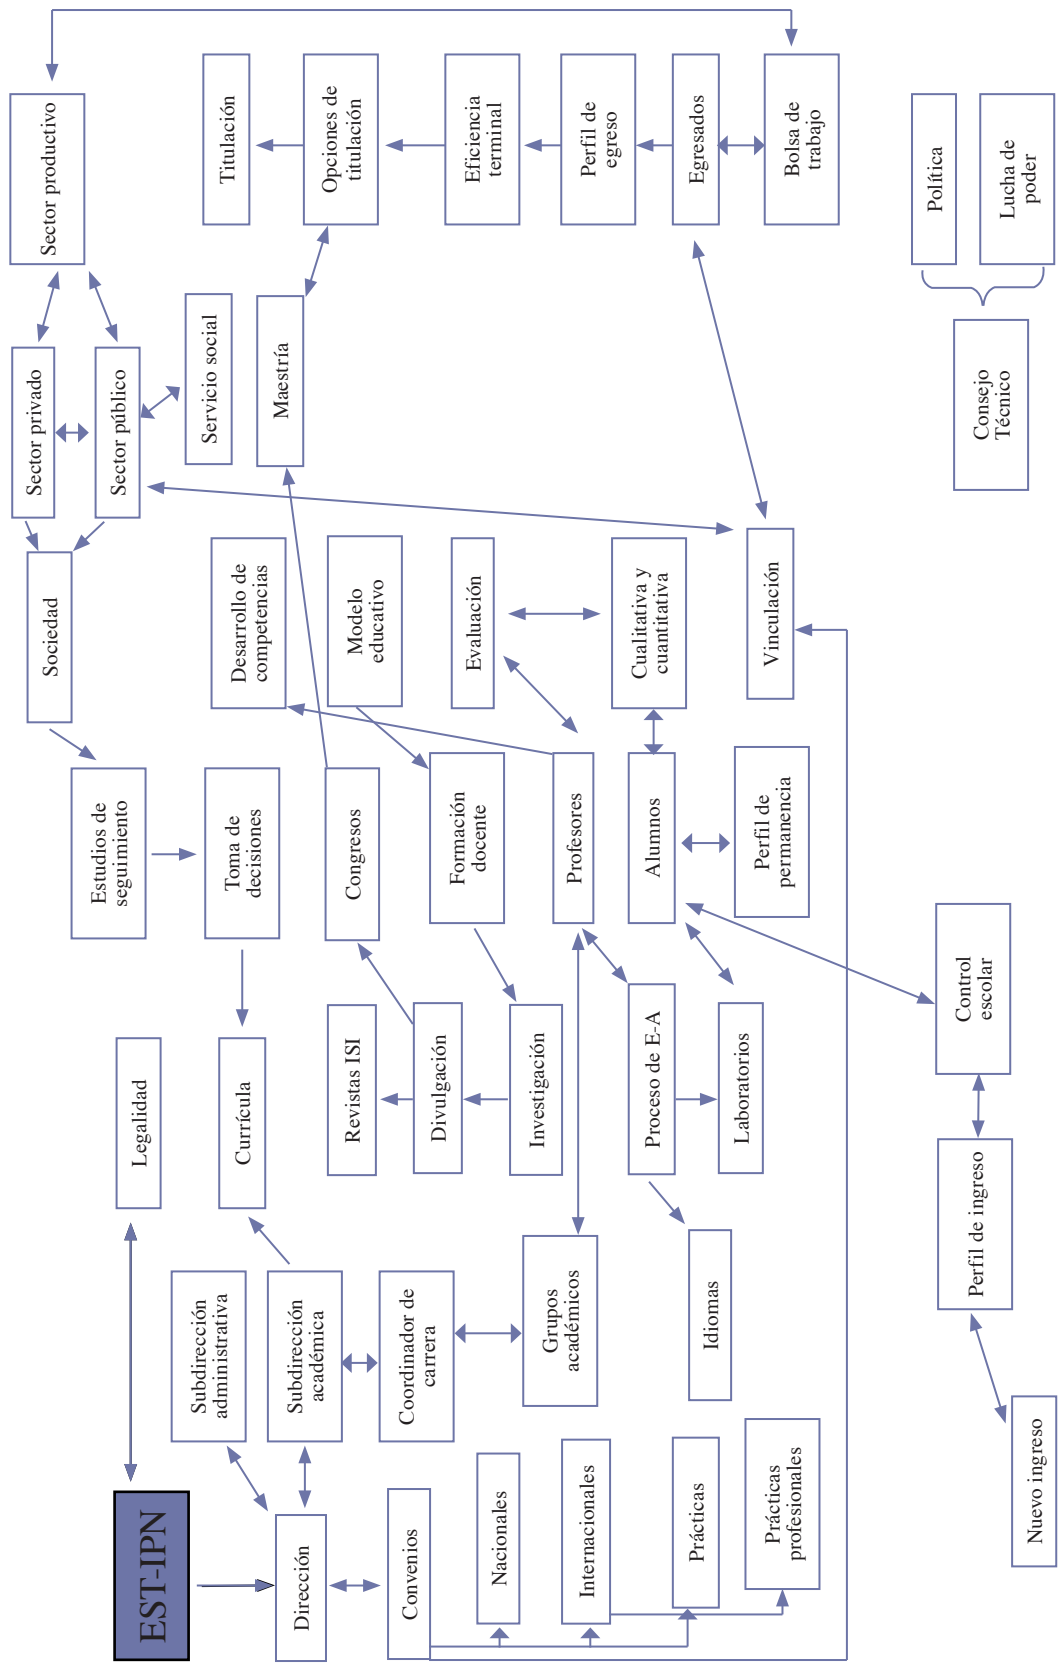 EST-IPN
Legalidad
Estudios de
seguimiento
Sociedad
Sector privado
Sector productivo
Sector público
Servicio social
Dirección
Subdirección
administrativa
Subdirección
académica
Currícula
Toma de
decisiones
Desarrollo de
competencias
Maestría
Titulación
Opciones de
titulación
Convenios
Coordinador de
carrera
Revistas ISI
Congresos
Modelo
educativo
Divulgación
Formación
docente
Evaluación
Eficiencia
terminal
Nacionales
Grupos
académicos
Investigación
Profesores
Cualitativa y
cuantitativa
Perfil de
egreso
Internacionales
Proceso de E-A
Alumnos
Egresados
Prácticas
Idiomas
Laboratorios
Perfil de
permanencia
Vinculación
Bolsa de
trabajo
Prácticas
profesionales
Nuevo ingreso
Perfil de ingreso
Control
escolar
Consejo
Técnico
Política
Lucha de
poder